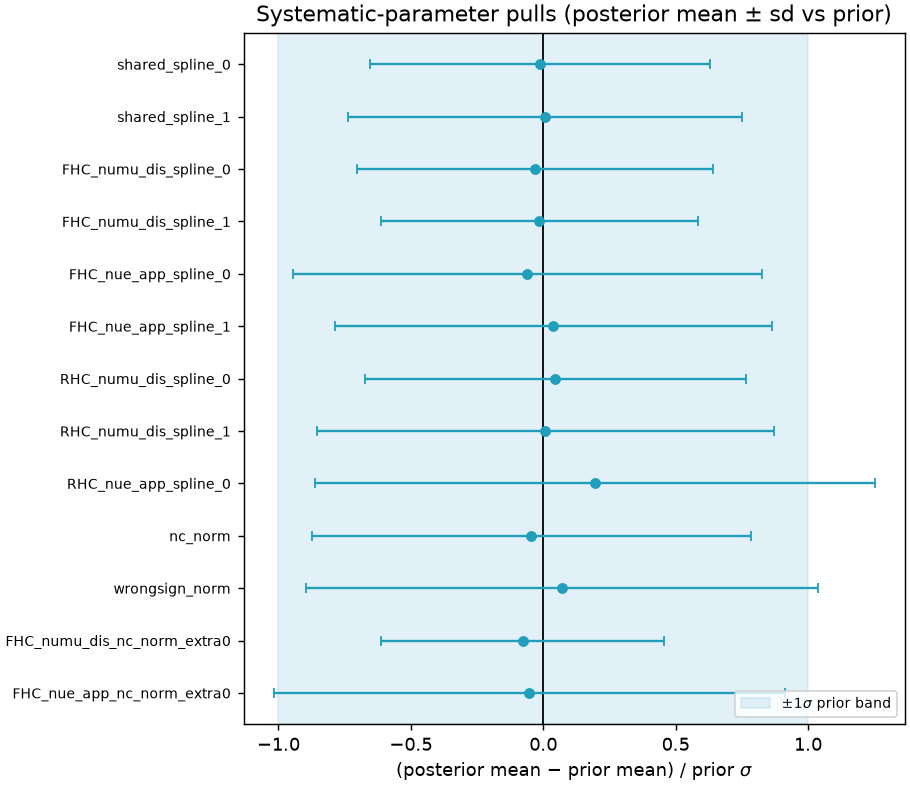 Systematic-parameter pulls (posterior mean ± sd vs prior)
shared_spline_0
shared_spline_1
FHC_numu_dis_spline_0
FHC_numu_dis_spline_1
FHC_nue_app_spline_0
FHC_nue_app_spline_1
RHC_numu_dis_spline_0
RHC_numu_dis_spline_1
RHC_nue_app_spline_0
nc_norm
wrongsign_norm
FHC_numu_dis_nc_norm_extra0
FHC_nue_app_nc_norm_extra0
±1σ prior band
−1.0 −0.5 0.0 0.5 1.0
(posterior mean − prior mean) / prior σ